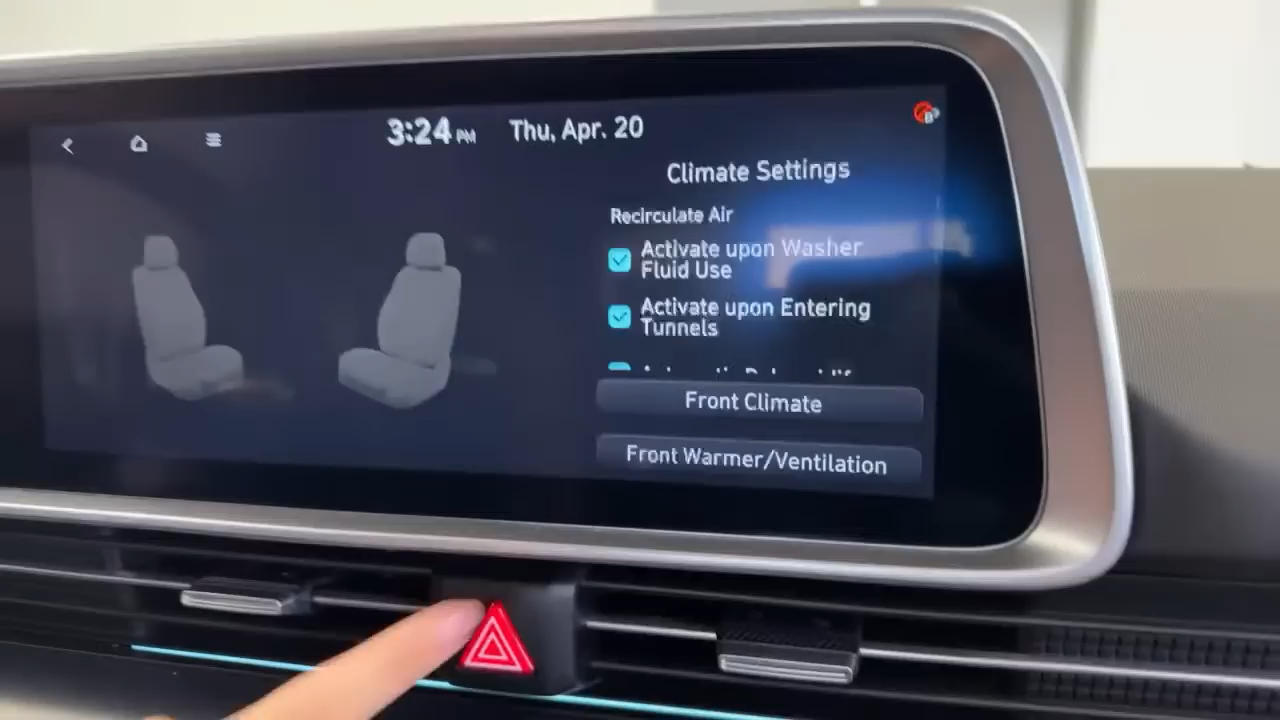 3:24 PM Thu, Apr. 20
Climate Settings
Recirculate Air
Activate upon Washer
Fluid Use
Activate upon Entering
Tunnels
Front Climate
Front Warmer/Ventilation